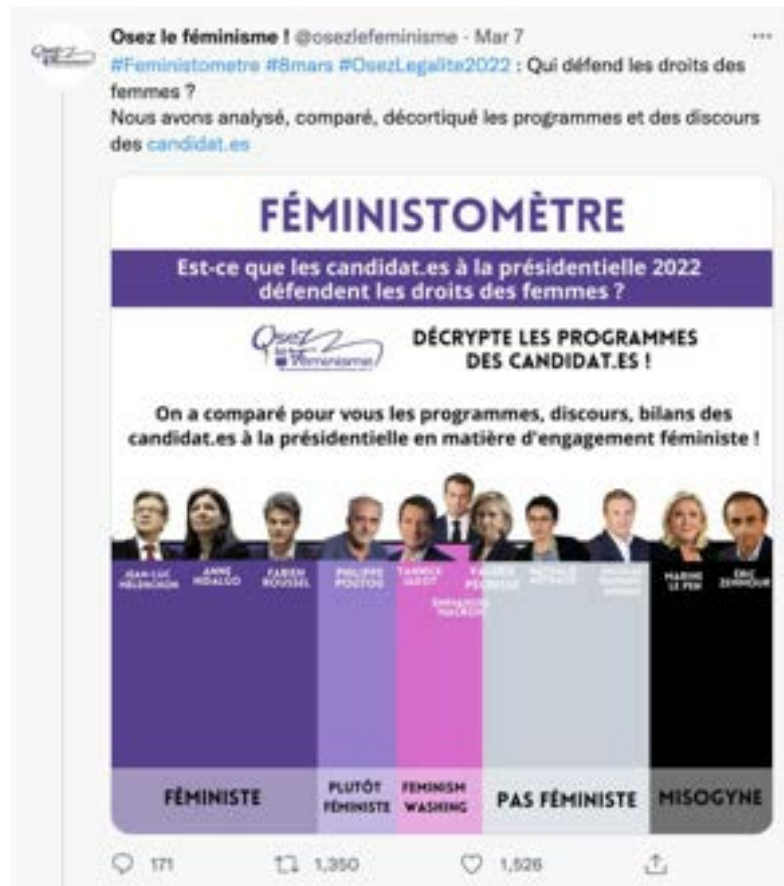 Osez le féminisme ! @osezlefeminisme - Mar 7
#Feministometre #8mars #OsezLegalite2022 : Qui défend les droits des
femmes ?
Nous avons analysé, comparé, décortiqué les programmes et des discours
des candidat.es
FÉMINISTOMÈTRE
Est-ce que les candidat.es à la présidentielle 2022
défendent les droits des femmes ?
Osez le féminisme!
DÉCRYPTE LES PROGRAMMES
DES CANDIDAT.ES !
On a comparé pour vous les programmes, discours, bilans des
candidat.es à la présidentielle en matière d'engagement féministe !
JEAN-LUC
MÉLENCHON
ANNE
HIDALGO
FABIEN
ROUSSEL
PHILIPPE
POUTOU
YANNICK
JADOT
EMMANUEL
MACRON
MARINE
LE PEN
ERIC
ZEMMOUR
FÉMINISTE
PLUTÔT
FÉMINISTE
FEMINISM
WASHING
PAS FÉMINISTE
MISOGYNE
171
1,350
1,526